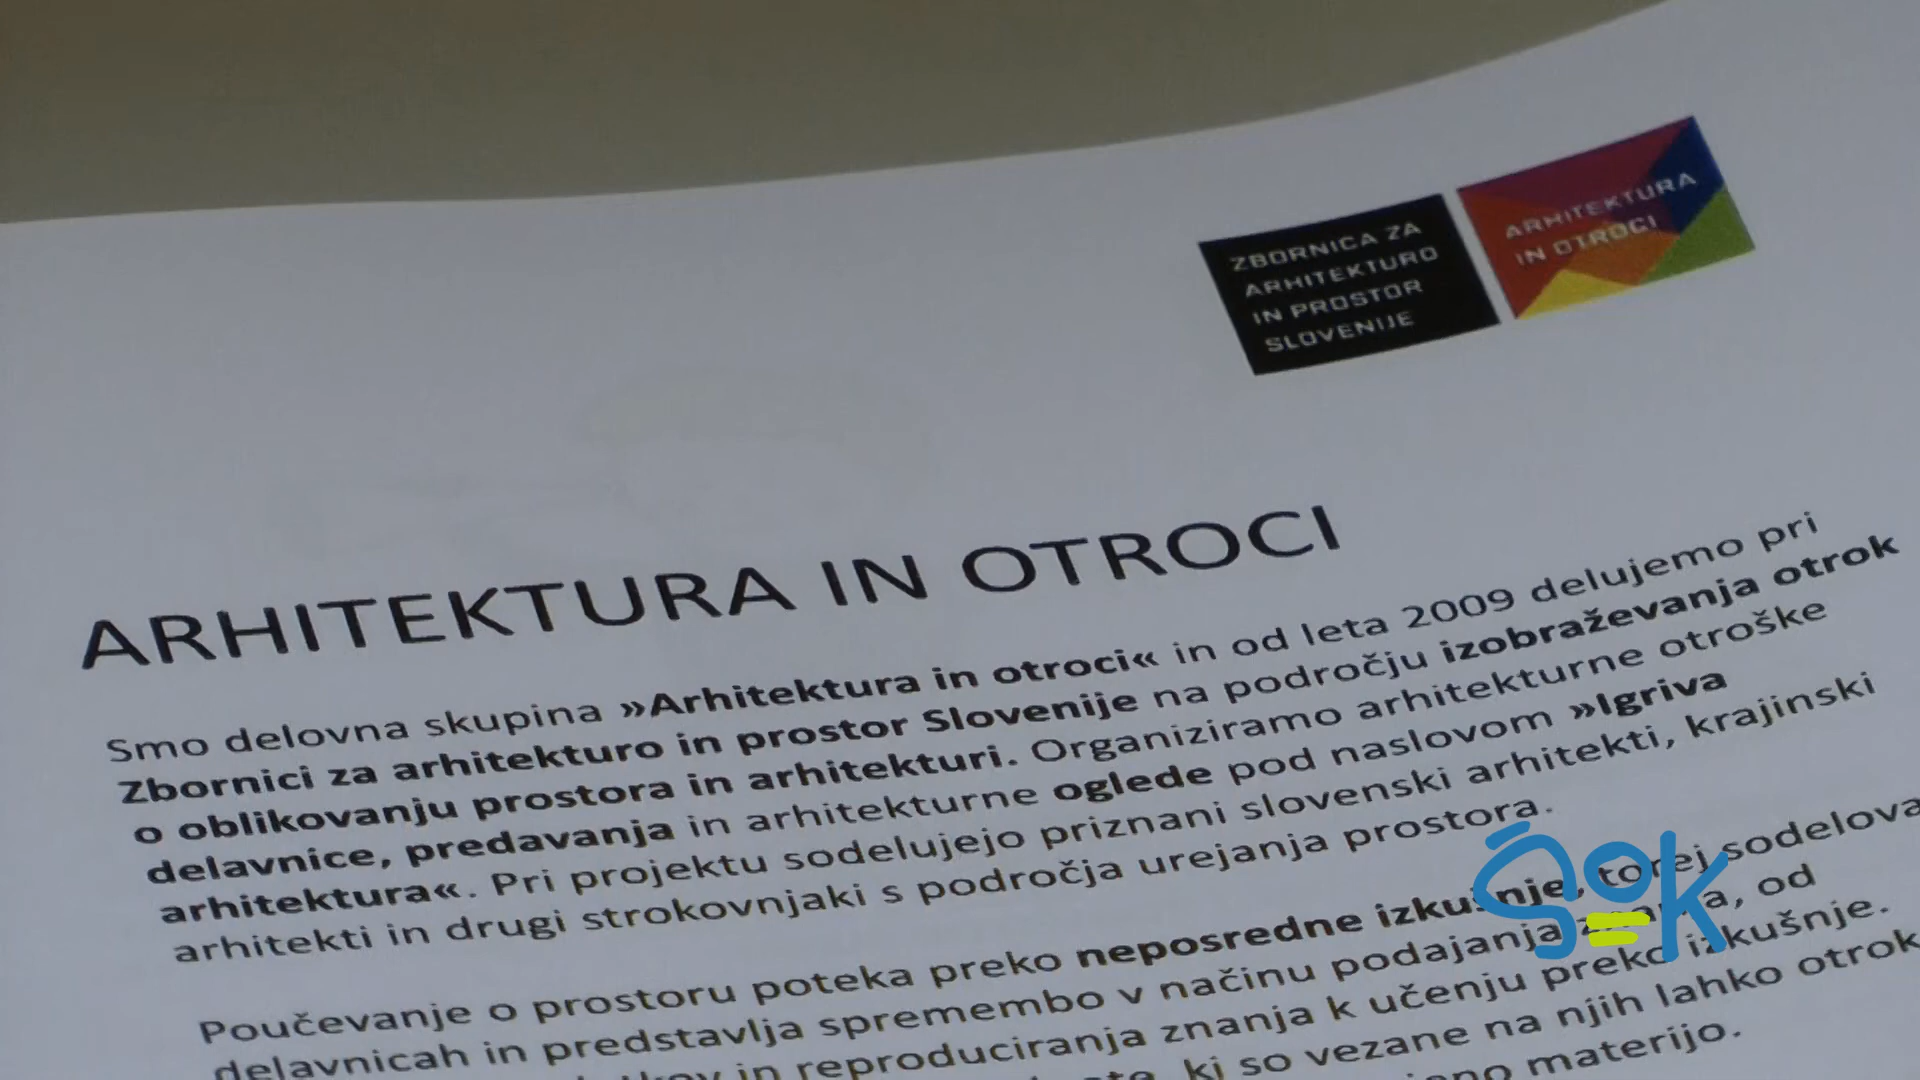 ZBORNICA ZA
ARHITEKTURO
IN PROSTOR
SLOVENIJE
ARHITEKTURA
IN OTROCI
ARHITEKTURA IN OTROCI
Smo delovna skupina »Arhitektura in otroci« in od leta 2009 delujemo pri
Zbornici za arhitekturo in prostor Slovenije na področju izobraževanja otrok
o oblikovanju prostora in arhitekturi. Organiziramo arhitekturne otroške
delavnice, predavanja in arhitekturne oglede pod naslovom »Igriva
arhitektura«. Pri projektu sodelujejo priznani slovenski arhitekti, krajinski
arhitekti in drugi strokovnjaki s področja urejanja prostora.
Poučevanje o prostoru poteka preko neposredne izkušnje, torej sodelova
delavnicah in predstavlja spremembo v načinu podajanja znanja, od
in reproduciranja znanja k učenju preko izkušnje.
ki so vezane na njih lahko otrok
materijo.
ŠOK